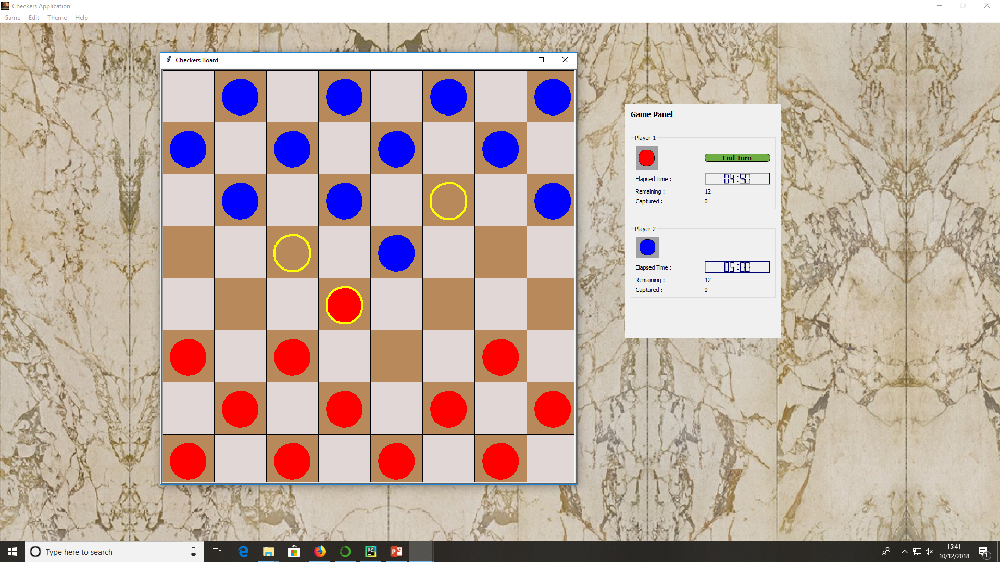 Checkers Application
Game Edit Theme Help
Checkers Board
Game Panel
Player 1
End Turn
Elapsed Time : 04:50
Remaining : 12
Captured : 0
Player 2
Elapsed Time : 05:00
Remaining : 12
Captured : 0
Type here to search
PC
P
15:41
10/12/2018
1